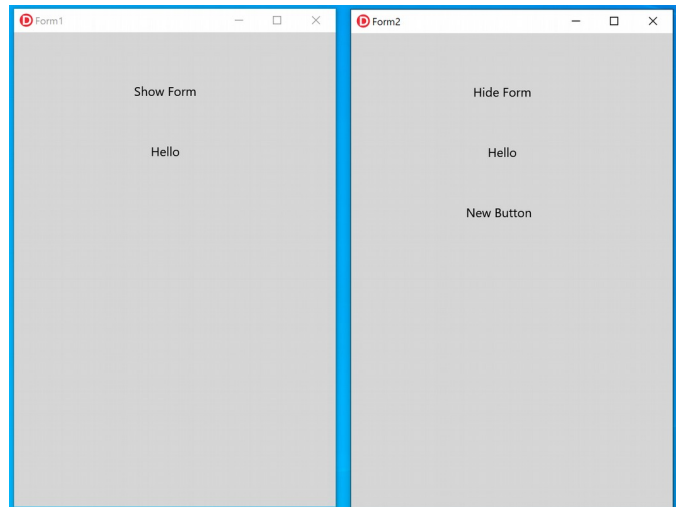 D Form1
Show Form
Hello
D Form2
Hide Form
Hello
New Button